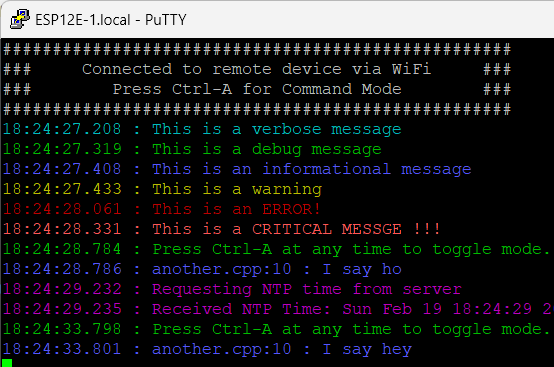 ESP12E-1.local - PuTTY
##################################################
###     Connected to remote device via WiFi     ###
###        Press Ctrl-A for Command Mode        ###
##################################################
18:24:27.208 : This is a verbose message
18:24:27.319 : This is a debug message
18:24:27.408 : This is an informational message
18:24:27.433 : This is a warning
18:24:28.061 : This is an ERROR!
18:24:28.331 : This is a CRITICAL MESSGE !!!
18:24:28.784 : Press Ctrl-A at any time to toggle mode.
18:24:28.786 : another.cpp:10 : I say ho
18:24:29.232 : Requesting NTP time from server
18:24:29.235 : Received NTP Time: Sun Feb 19 18:24:29 2
18:24:33.798 : Press Ctrl-A at any time to toggle mode.
18:24:33.801 : another.cpp:10 : I say hey